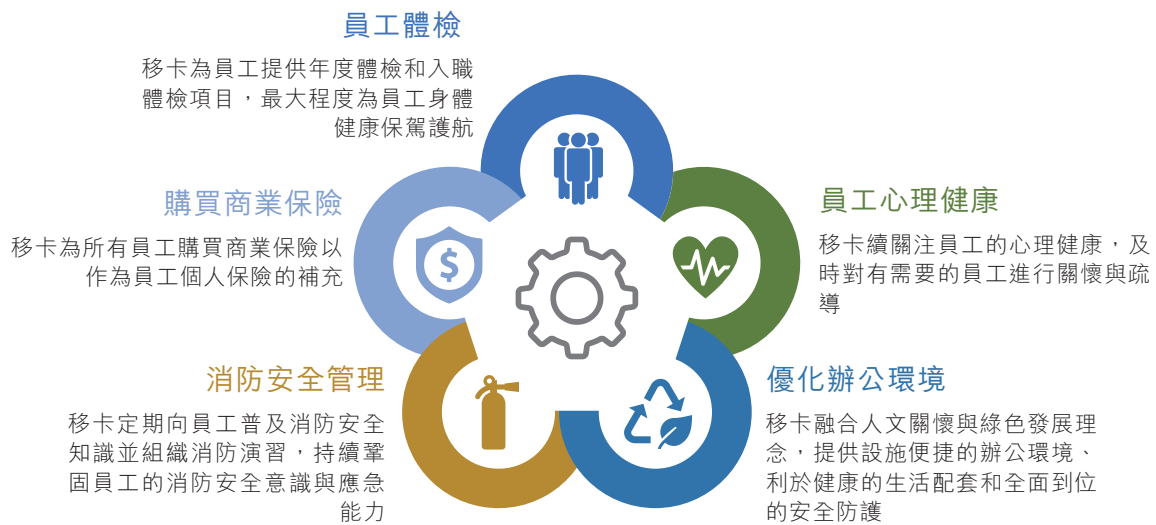 員工體檢
移卡為員工提供年度體檢和入職
體檢項目，最大程度為員工身體
健康保駕護航
購買商業保險
移卡為所有員工購買商業保險以
作為員工個人保險的補充
員工心理健康
移卡續關注員工的心理健康，及
時對有需要的員工進行關懷與疏
導
消防安全管理
移卡定期向員工普及消防安全
知識並組織消防演習，持續鞏
固員工的消防安全意識與應急
能力
優化辦公環境
移卡融合人文關懷與綠色發展理
念，提供設施便捷的辦公環境、
利於健康的生活配套和全面到位
的安全防護
$